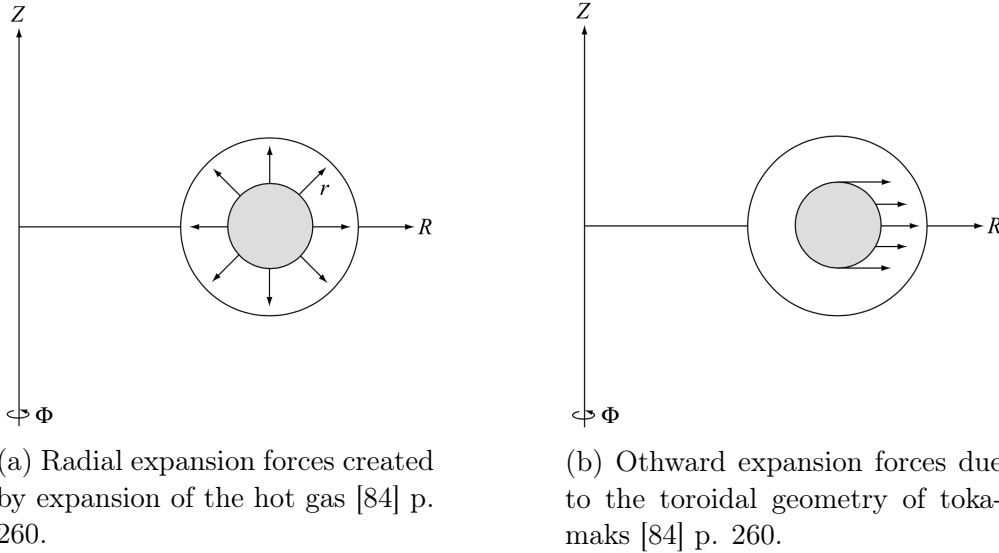 Z
r
R
Φ
(a) Radial expansion forces created
by expansion of the hot gas [84] p.
260.
Z
R
Φ
(b) Othward expansion forces due
to the toroidal geometry of toka-
maks [84] p. 260.